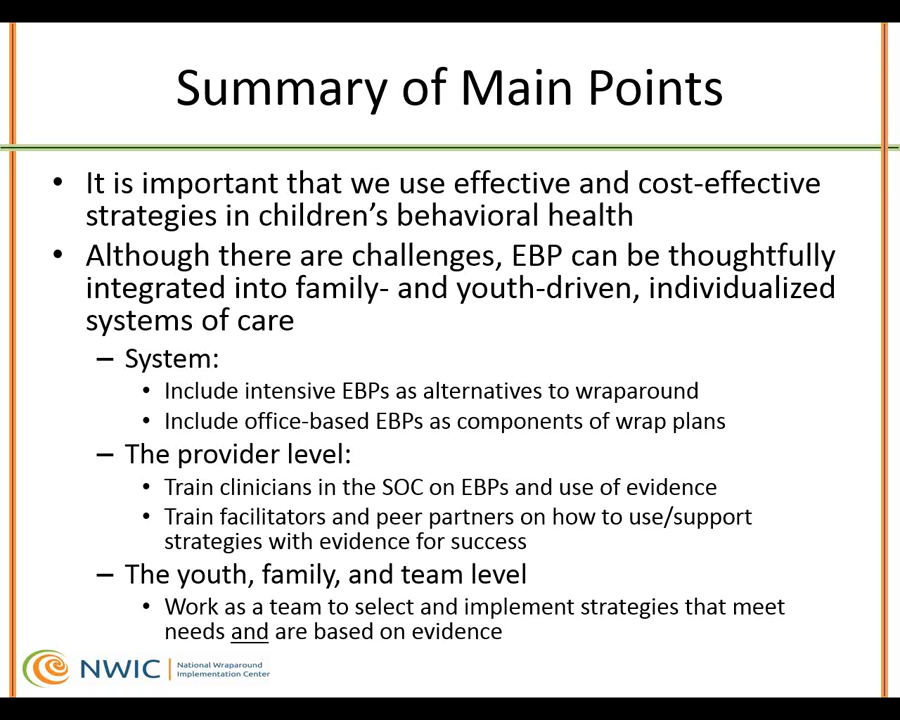 Summary of Main Points
• It is important that we use effective and cost-effective
strategies in children’s behavioral health
• Although there are challenges, EBP can be thoughtfully
integrated into family- and youth-driven, individualized
systems of care
– System:
• Include intensive EBPs as alternatives to wraparound
• Include office-based EBPs as components of wrap plans
– The provider level:
• Train clinicians in the SOC on EBPs and use of evidence
• Train facilitators and peer partners on how to use/support
strategies with evidence for success
– The youth, family, and team level
• Work as a team to select and implement strategies that meet
needs and are based on evidence
NWIC
National Wraparound
Implementation Center